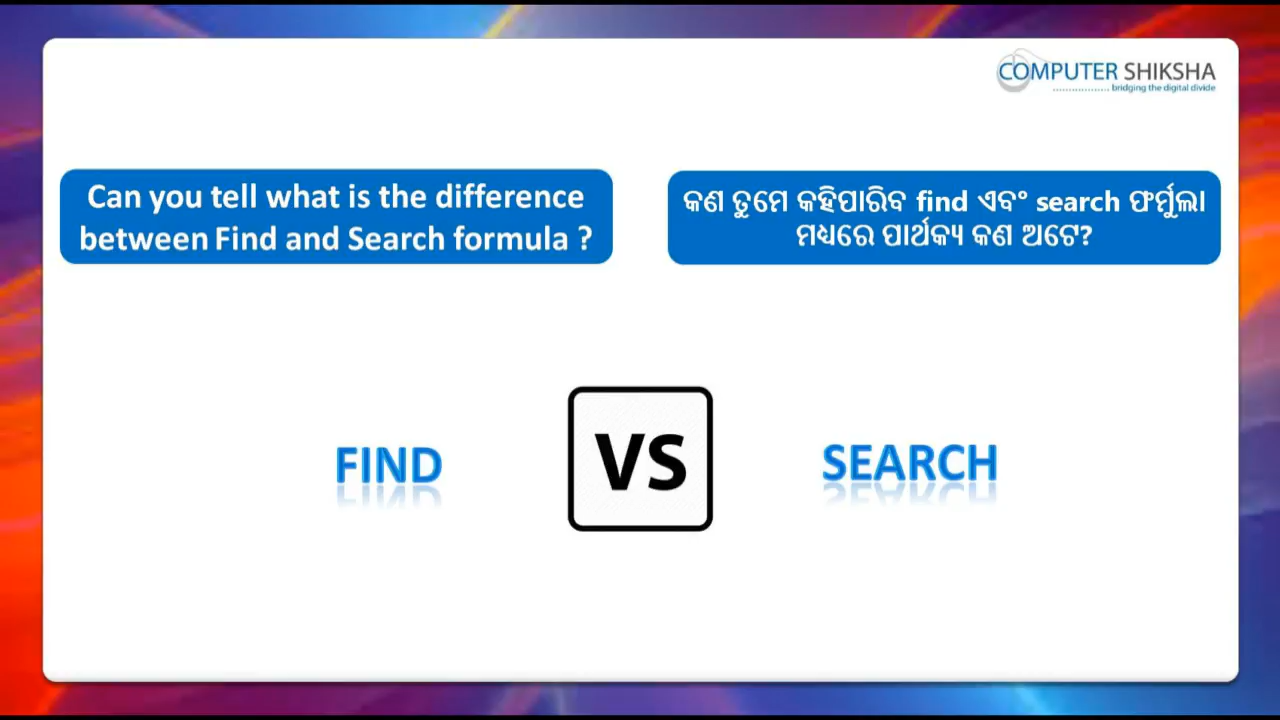 COMPUTER SHIKSHA
bridging the digital divide
Can you tell what is the difference
between Find and Search formula ?
କଣ ତୁମେ କହିପାରିବ find ଏବଂ search ଫର୍ମୁଲା
ମଧ୍ୟରେ ପାର୍ଥକ୍ୟ କଣ ଅଟେ?
FIND
VS
SEARCH